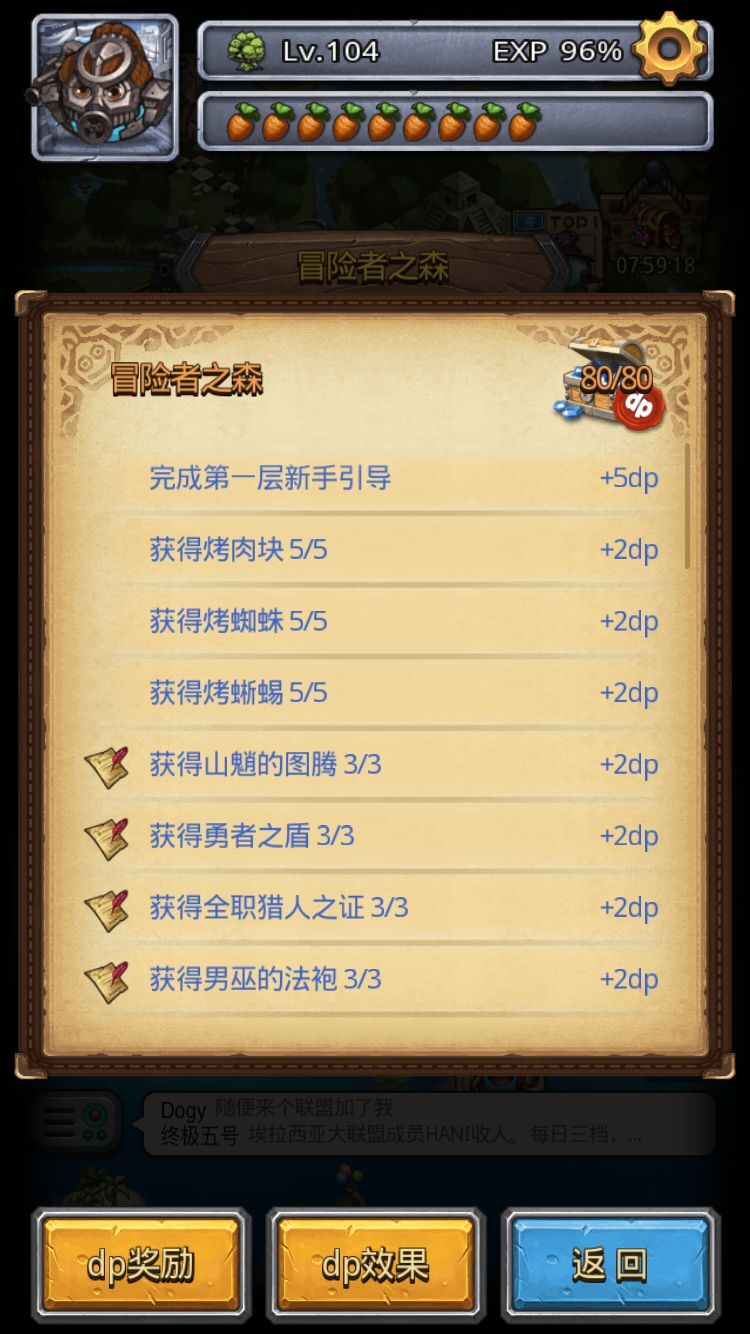 Lv.104
EXP 96%
TOP1
冒险者之森
07:59:18
冒险者之森
80/80
dp
完成第一层新手引导 +5dp
获得烤肉块 5/5 +2dp
获得烤蜘蛛 5/5 +2dp
获得烤蜥蜴 5/5 +2dp
获得山魈的图腾 3/3 +2dp
获得勇者之盾 3/3 +2dp
获得全职猎人之证 3/3 +2dp
获得男巫的法袍 3/3 +2dp
Dogy 随便来个联盟加了我
终极五号 埃拉西亚大联盟成员HANI收人。每日三档，...
dp奖励
dp效果
返回